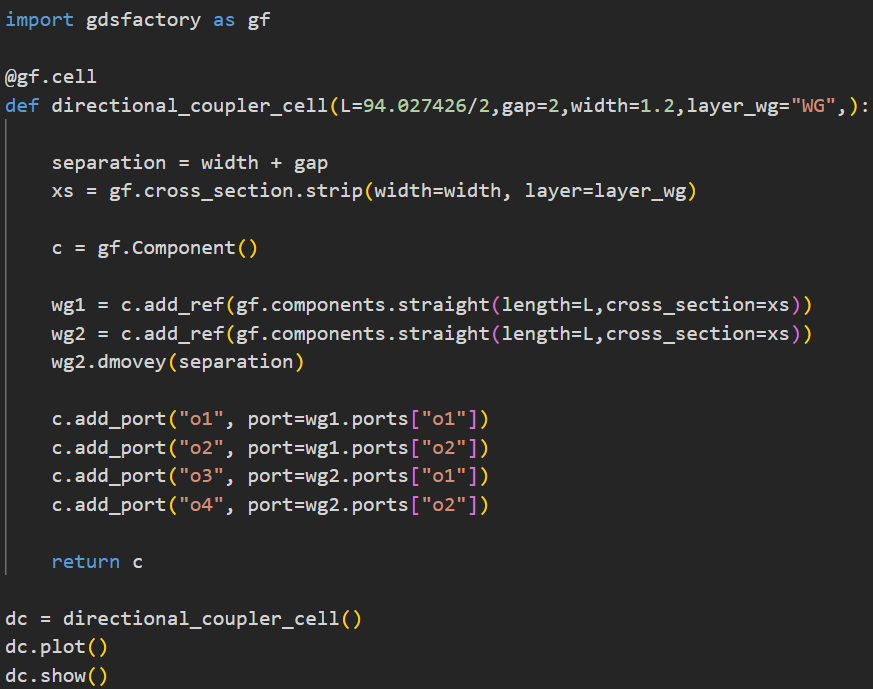 import gdsfactory as gf
@gf.cell
def directional_coupler_cell(L=94.027426/2,gap=2,width=1.2,layer_wg="WG",):
separation = width + gap
xs = gf.cross_section.strip(width=width, layer=layer_wg)
c = gf.Component()
wg1 = c.add_ref(gf.components.straight(length=L,cross_section=xs))
wg2 = c.add_ref(gf.components.straight(length=L,cross_section=xs))
wg2.dmovey(separation)
c.add_port("o1", port=wg1.ports["o1"])
c.add_port("o2", port=wg1.ports["o2"])
c.add_port("o3", port=wg2.ports["o1"])
c.add_port("o4", port=wg2.ports["o2"])
return c
dc = directional_coupler_cell()
dc.plot()
dc.show()